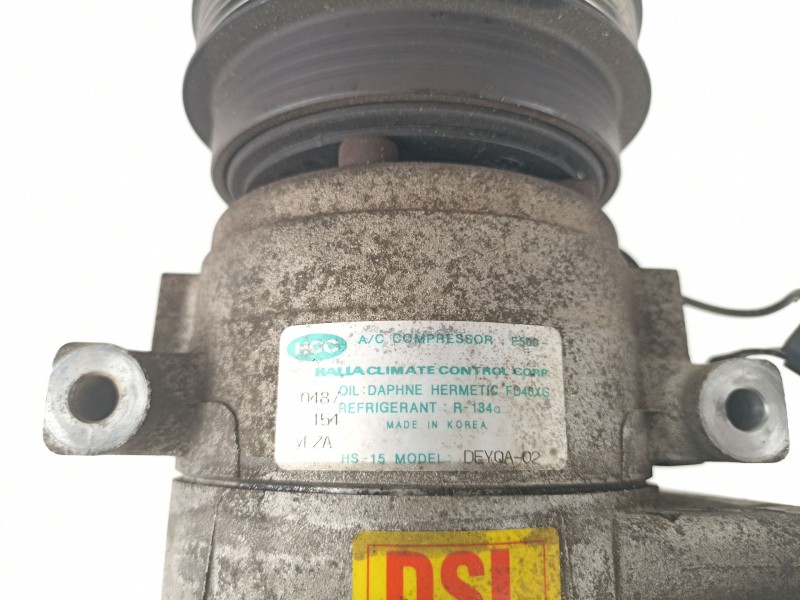 HCC A/C COMPRESSOR F500
HALLA CLIMATE CONTROL CORP.
OIL: DAPHNE HERMETIC FD46XG
0487
REFRIGERANT : R-134a
154
MADE IN KOREA
HS-15 MODEL DEYQA-02
DSI